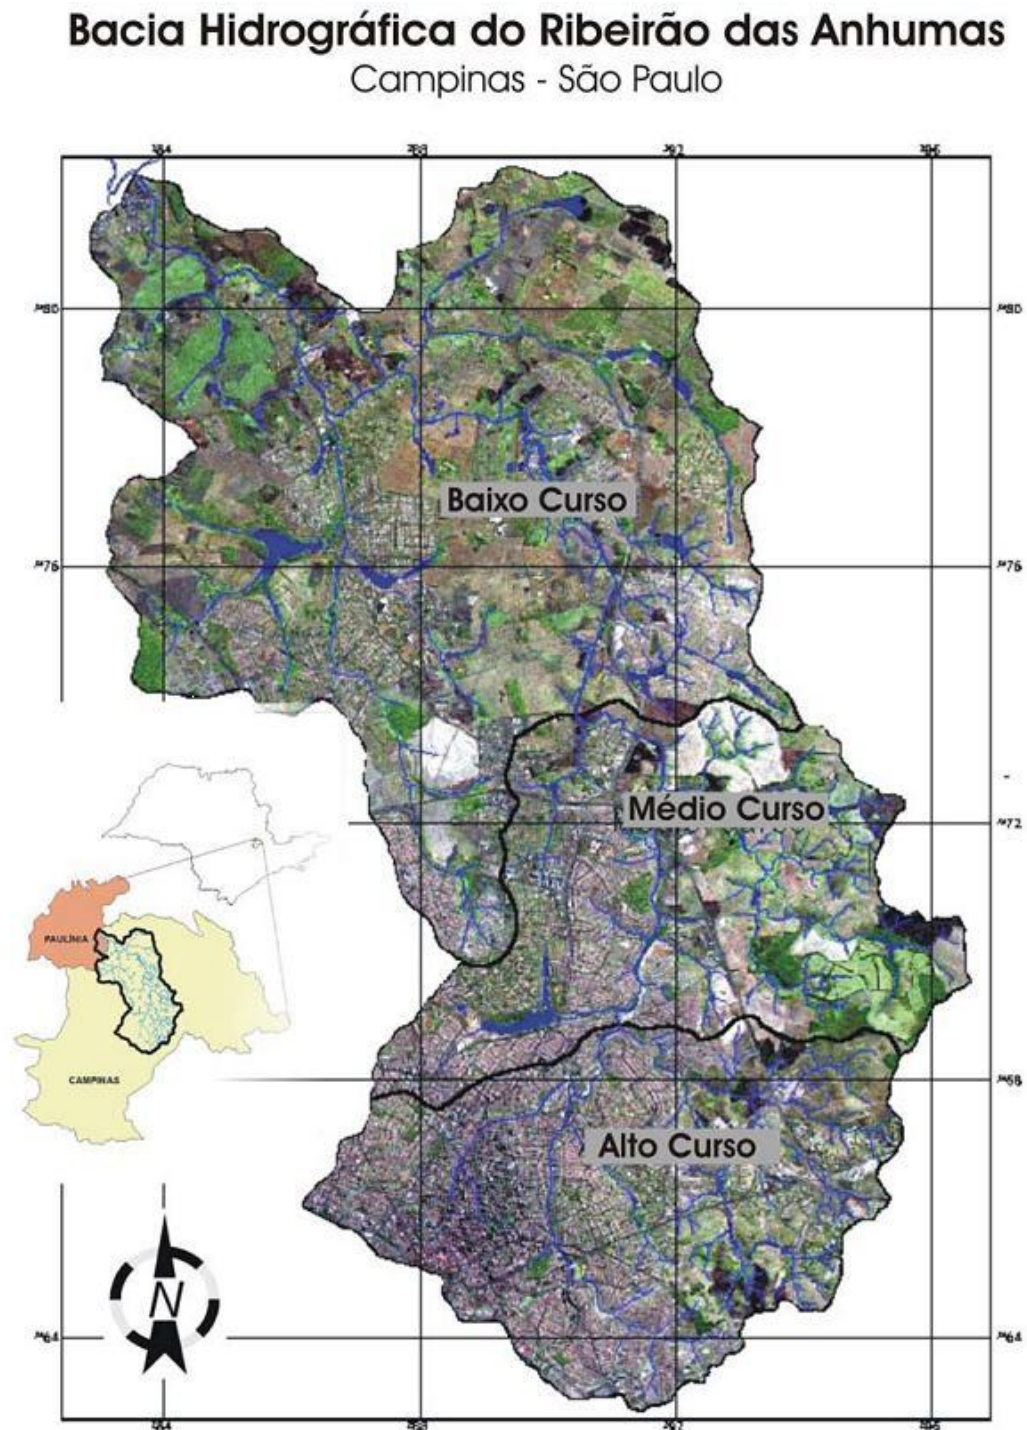 Bacia Hidrográfica do Ribeirão das Anhumas
Campinas - São Paulo
Baixo Curso
Médio Curso
PAULÍNIA
CAMPINAS
Alto Curso
N